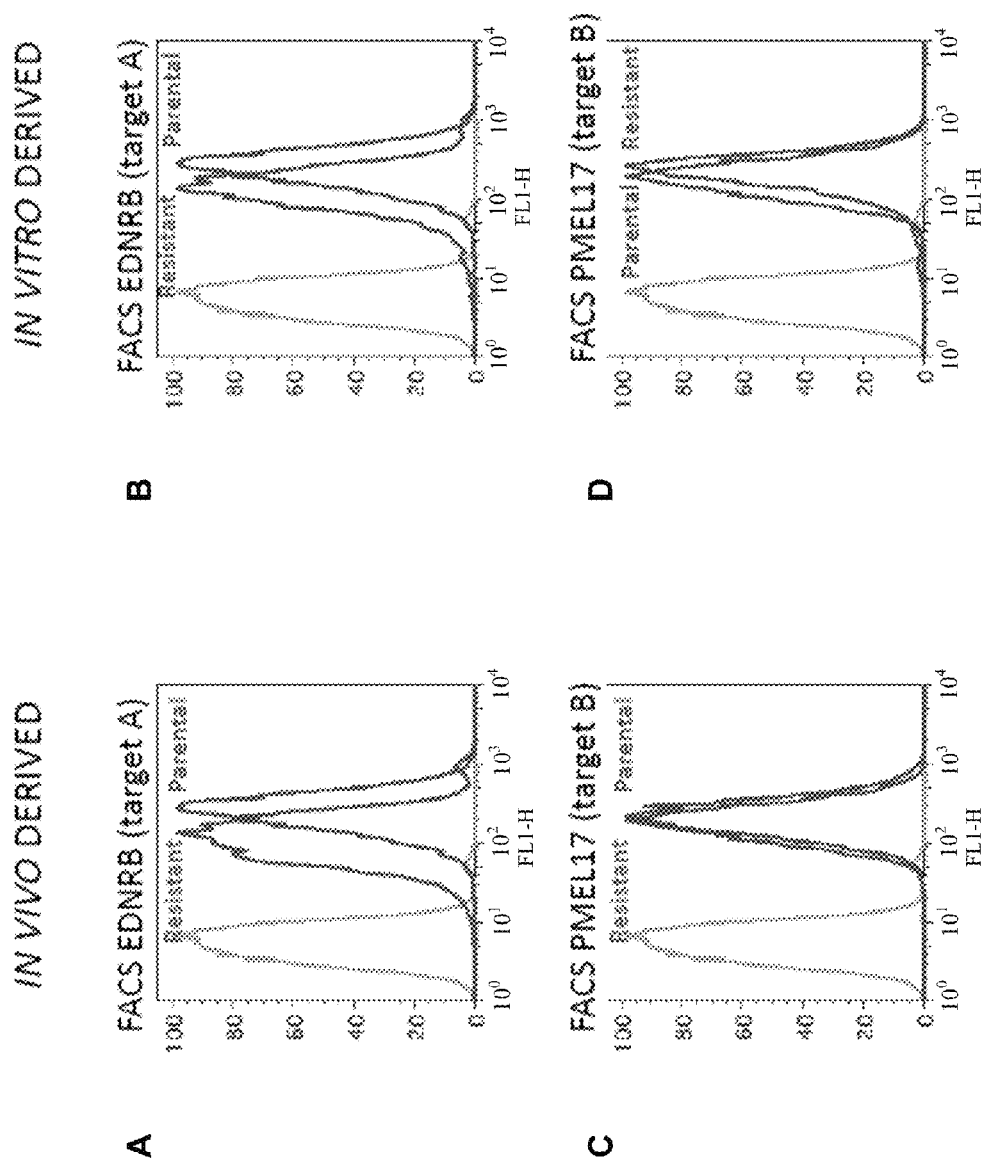 IN VIVO DERIVED
IN VITRO DERIVED
A
FACS EDNRB (target A)
Resistant Parental
100
80
60
40
20
0
10^0 10^1 10^2 10^3 10^4
FL1-H
B
FACS EDNRB (target A)
Resistant Parental
100
80
60
40
20
0
10^0 10^1 10^2 10^3 10^4
FL1-H
C
FACS PMEL17 (target B)
Resistant Parental
100
80
60
40
20
0
10^0 10^1 10^2 10^3 10^4
FL1-H
D
FACS PMEL17 (target B)
Parental Resistant
100
80
60
40
20
0
10^0 10^1 10^2 10^3 10^4
FL1-H